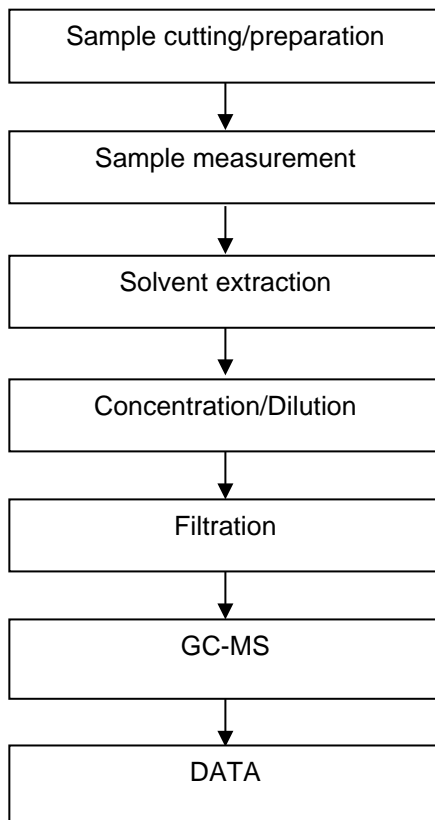 Sample cutting/preparation
Sample measurement
Solvent extraction
Concentration/Dilution
Filtration
GC-MS
DATA